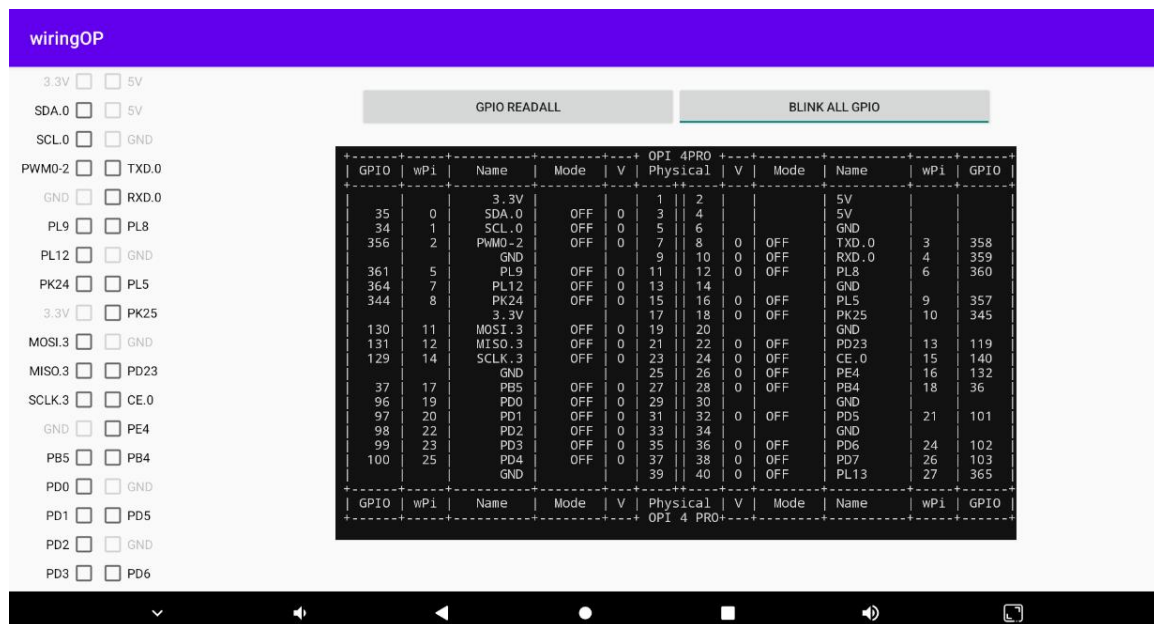 wiringOP
3.3V 5V
SDA.0 5V
SCL.0 GND
PWM0-2 TXD.0
GND RXD.0
PL9 PL8
PL12 GND
PK24 PL5
3.3V PK25
MOSI.3 GND
MISO.3 PD23
SCLK.3 CE.0
GND PE4
PB5 PB4
PD0 GND
PD1 PD5
PD2 GND
PD3 PD6
GPIO READALL BLINK ALL GPIO
+------+-----+----------+--------+---+ OPI 4PRO +---+--------+----------+-----+------+
| GPIO | wPi | Name | Mode | V | Physical | V | Mode | Name | wPi | GPIO |
+------+-----+----------+--------+---+----++----+---+--------+----------+-----+------+
| | | 3.3V | | | 1 || 2 | | | 5V | | |
| 35 | 0 | SDA.0 | OFF | 0 | 3 || 4 | | | 5V | | |
| 34 | 1 | SCL.0 | OFF | 0 | 5 || 6 | | | GND | | |
| 356 | 2 | PWM0-2 | OFF | 0 | 7 || 8 | 0 | OFF | TXD.0 | 3 | 358 |
| | | GND | | | 9 || 10 | 0 | OFF | RXD.0 | 4 | 359 |
| 361 | 5 | PL9 | OFF | 0 | 11 || 12 | 0 | OFF | PL8 | 6 | 360 |
| 364 | 7 | PL12 | OFF | 0 | 13 || 14 | | | GND | | |
| 344 | 8 | PK24 | OFF | 0 | 15 || 16 | 0 | OFF | PL5 | 9 | 357 |
| | | 3.3V | | | 17 || 18 | 0 | OFF | PK25 | 10 | 345 |
| 130 | 11 | MOSI.3 | OFF | 0 | 19 || 20 | | | GND | | |
| 131 | 12 | MISO.3 | OFF | 0 | 21 || 22 | 0 | OFF | PD23 | 13 | 119 |
| 129 | 14 | SCLK.3 | OFF | 0 | 23 || 24 | 0 | OFF | CE.0 | 15 | 140 |
| | | GND | | | 25 || 26 | 0 | OFF | PE4 | 16 | 132 |
| 37 | 17 | PB5 | OFF | 0 | 27 || 28 | 0 | OFF | PB4 | 18 | 36 |
| 96 | 19 | PD0 | OFF | 0 | 29 || 30 | | | GND | | |
| 97 | 20 | PD1 | OFF | 0 | 31 || 32 | 0 | OFF | PD5 | 21 | 101 |
| 98 | 22 | PD2 | OFF | 0 | 33 || 34 | | | GND | | |
| 99 | 23 | PD3 | OFF | 0 | 35 || 36 | 0 | OFF | PD6 | 24 | 102 |
| 100 | 25 | PD4 | OFF | 0 | 37 || 38 | 0 | OFF | PD7 | 26 | 103 |
| | | GND | | | 39 || 40 | 0 | OFF | PL13 | 27 | 365 |
+------+-----+----------+--------+---+----++----+---+--------+----------+-----+------+
| GPIO | wPi | Name | Mode | V | Physical | V | Mode | Name | wPi | GPIO |
+------+-----+----------+--------+---+ OPI 4 PRO+---+--------+----------+-----+------+